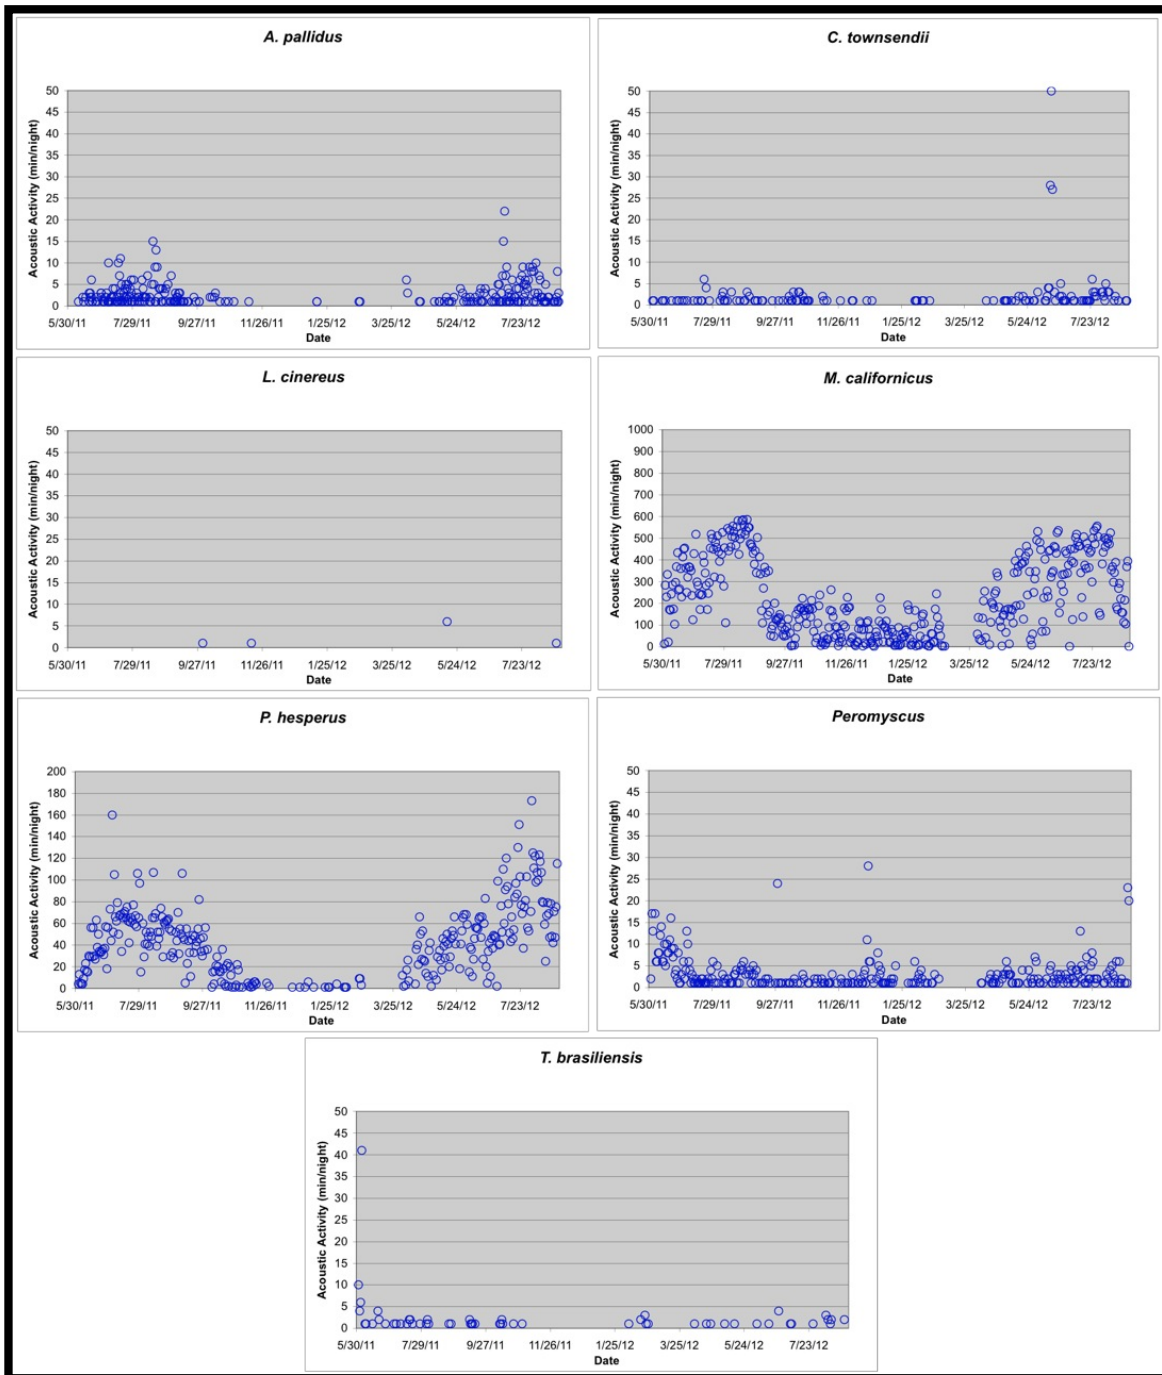 A. pallidus
Acoustic Activity (min/night)
50
45
40
35
30
25
20
15
10
5
0
5/30/11 7/29/11 9/27/11 11/26/11 1/25/12 3/25/12 5/24/12 7/23/12
Date
C. townsendii
Acoustic Activity (min/night)
50
45
40
35
30
25
20
15
10
5
0
5/30/11 7/29/11 9/27/11 11/26/11 1/25/12 3/25/12 5/24/12 7/23/12
Date
L. cinereus
Acoustic Activity (min/night)
50
45
40
35
30
25
20
15
10
5
0
5/30/11 7/29/11 9/27/11 11/26/11 1/25/12 3/25/12 5/24/12 7/23/12
Date
M. californicus
Acoustic Activity (min/night)
1000
900
800
700
600
500
400
300
200
100
0
5/30/11 7/29/11 9/27/11 11/26/11 1/25/12 3/25/12 5/24/12 7/23/12
Date
P. hesperus
Acoustic Activity (min/night)
200
180
160
140
120
100
80
60
40
20
0
5/30/11 7/29/11 9/27/11 11/26/11 1/25/12 3/25/12 5/24/12 7/23/12
Date
Peromyscus
Acoustic Activity (min/night)
50
45
40
35
30
25
20
15
10
5
0
5/30/11 7/29/11 9/27/11 11/26/11 1/25/12 3/25/12 5/24/12 7/23/12
Date
T. brasiliensis
Acoustic Activity (min/night)
50
45
40
35
30
25
20
15
10
5
0
5/30/11 7/29/11 9/27/11 11/26/11 1/25/12 3/25/12 5/24/12 7/23/12
Date